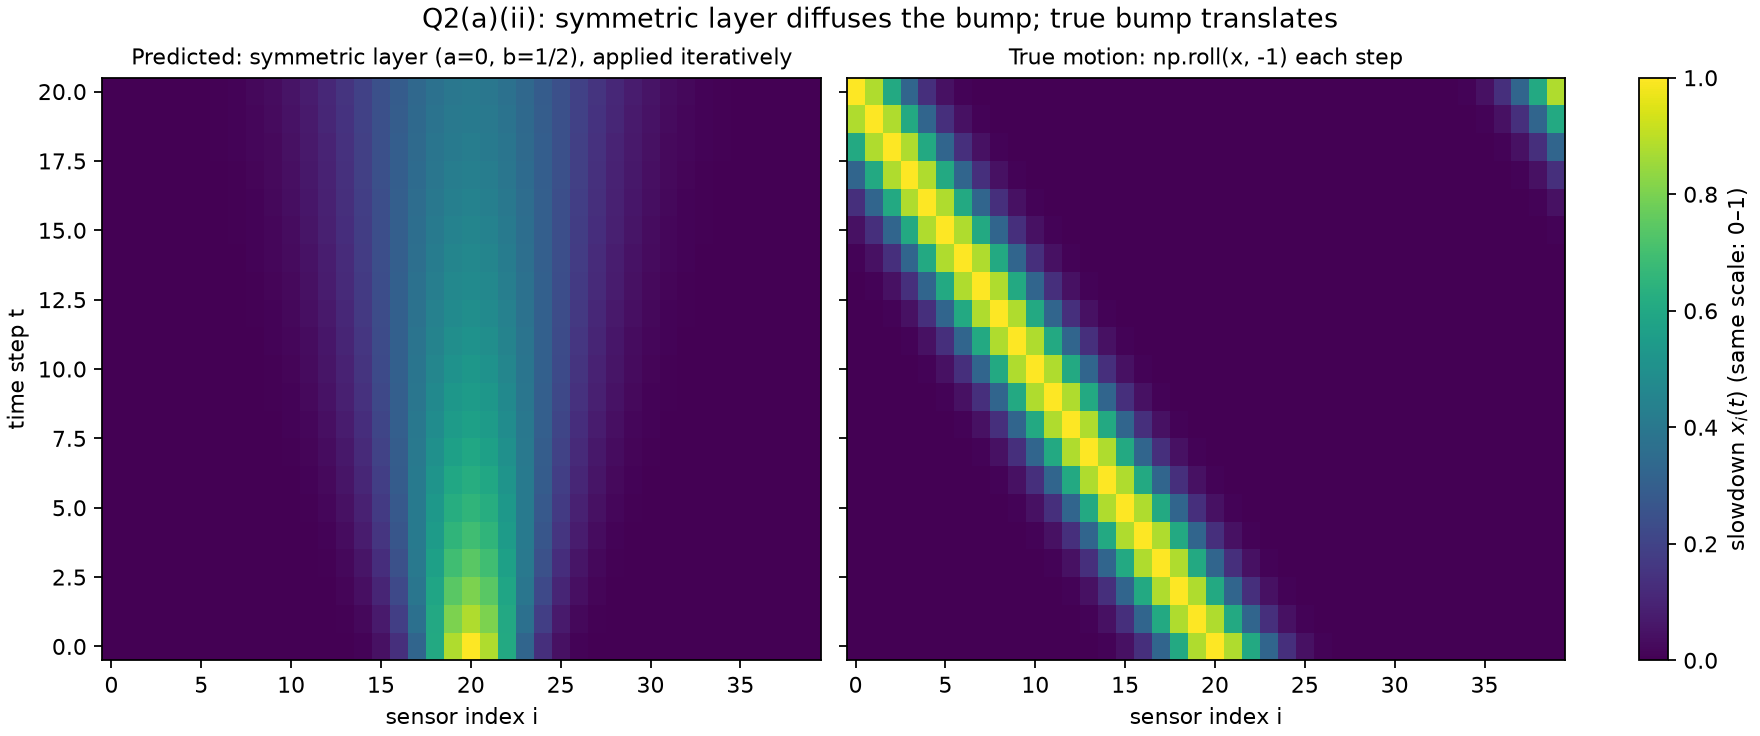 Q2(a)(ii): symmetric layer diffuses the bump; true bump translates
Predicted: symmetric layer (a=0, b=1/2), applied iteratively
True motion: np.roll(x, -1) each step
time step t
20.0
17.5
15.0
12.5
10.0
7.5
5.0
2.5
0.0
0 5 10 15 20 25 30 35
sensor index i
0 5 10 15 20 25 30 35
sensor index i
1.0
0.8
0.6
0.4
0.2
0.0
slowdown x_i(t) (same scale: 0–1)